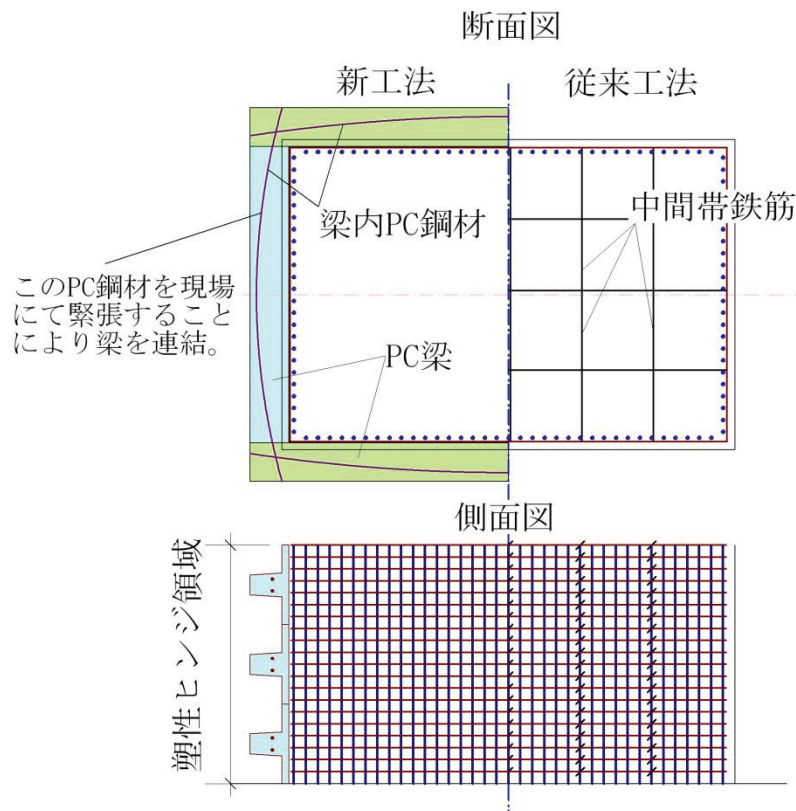 断面図
新工法
従来工法
梁内PC鋼材
中間帯鉄筋
このPC鋼材を現場
にて緊張すること
により梁を連結。
PC梁
側面図
塑性ヒンジ領域